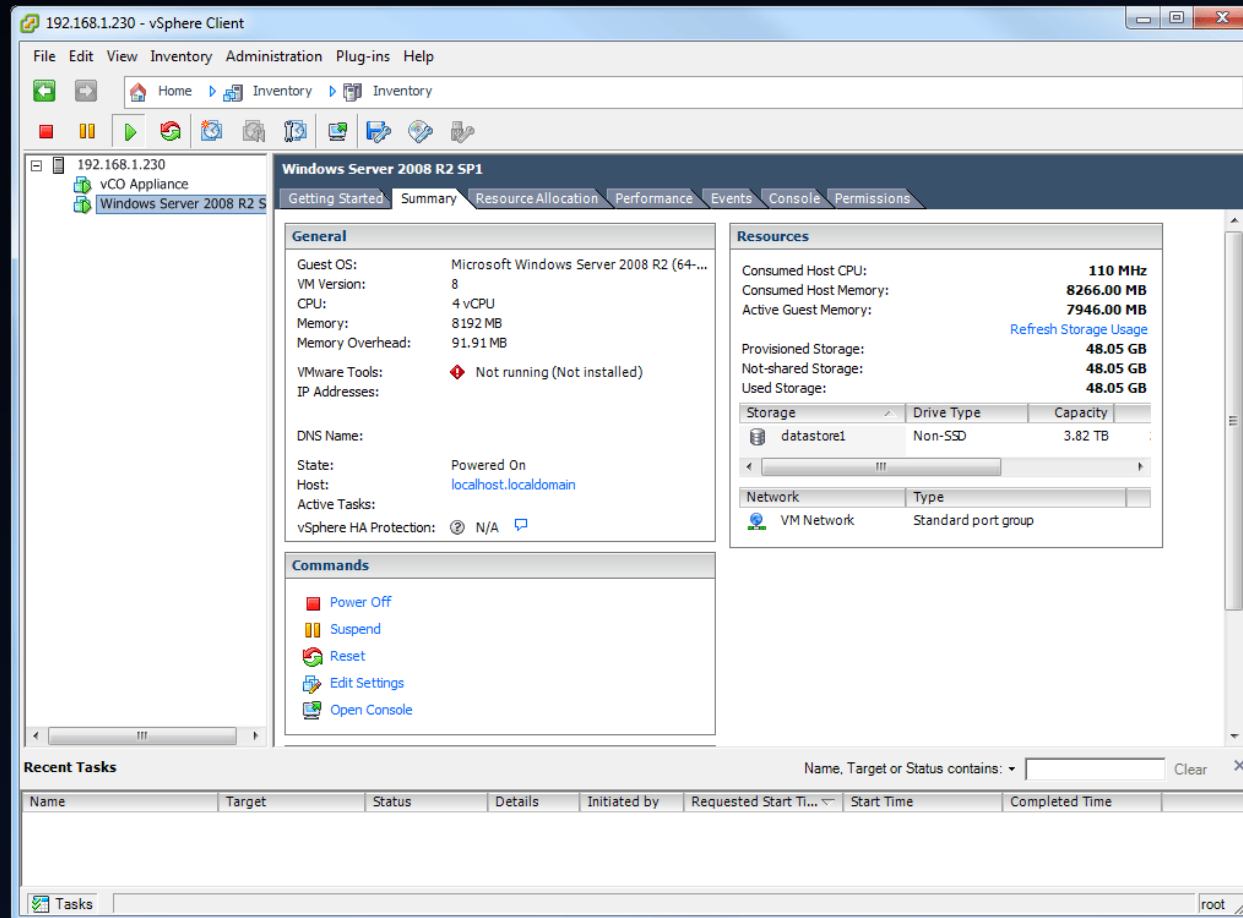 192.168.1.230 - vSphere Client
File Edit View Inventory Administration Plug-ins Help
Home Inventory Inventory
192.168.1.230
vCO Appliance
Windows Server 2008 R2 S
Windows Server 2008 R2 SP1
Getting Started Summary Resource Allocation Performance Events Console Permissions
General
Guest OS: Microsoft Windows Server 2008 R2 (64-...
VM Version: 8
CPU: 4 vCPU
Memory: 8192 MB
Memory Overhead: 91.91 MB
VMware Tools: Not running (Not installed)
IP Addresses:
DNS Name:
State: Powered On
Host: localhost.localdomain
Active Tasks:
vSphere HA Protection: N/A
Commands
Power Off
Suspend
Reset
Edit Settings
Open Console
Resources
Consumed Host CPU: 110 MHz
Consumed Host Memory: 8266.00 MB
Active Guest Memory: 7946.00 MB
Refresh Storage Usage
Provisioned Storage: 48.05 GB
Not-shared Storage: 48.05 GB
Used Storage: 48.05 GB
Storage Drive Type Capacity
datastore1 Non-SSD 3.82 TB
Network Type
VM Network Standard port group
Recent Tasks Name, Target or Status contains: Clear
Name Target Status Details Initiated by Requested Start Ti... Start Time Completed Time
Tasks root